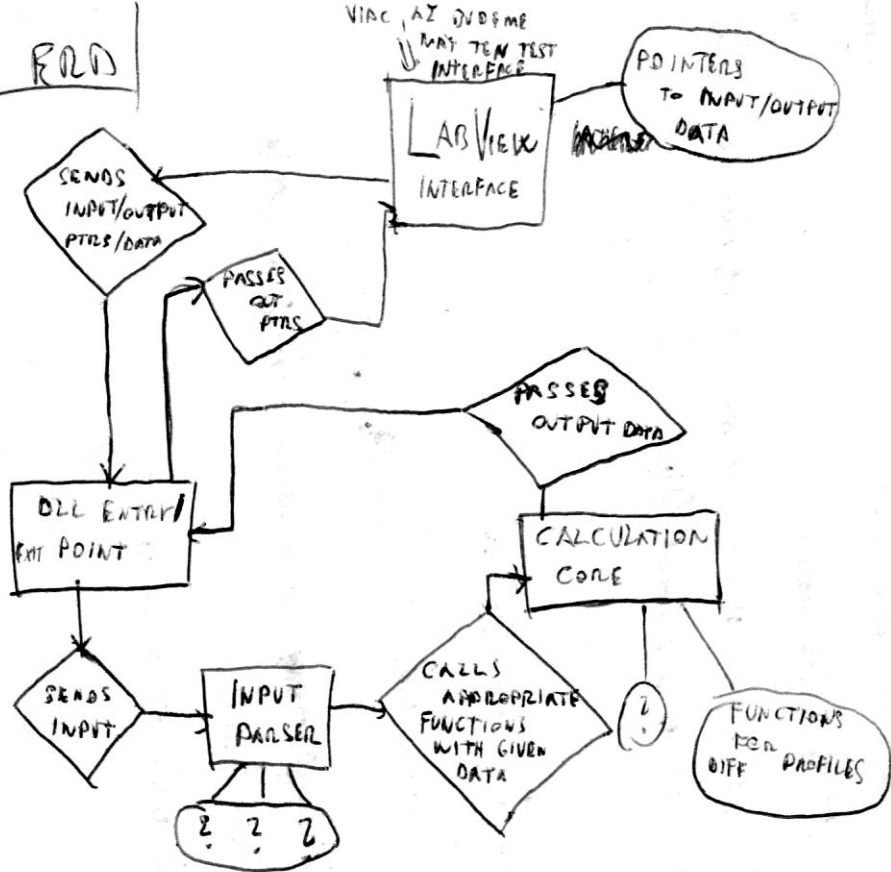 ERD
MAY TEN TEST
INTERFACE
LABVIEW
INTERFACE
POINTERS
TO INPUT/OUTPUT
DATA
SENDS
INPUT/OUTPUT
PTRS/DATA
PASSES
OUT
PTRS
PASSES
OUTPUT DATA
DLL ENTRY/
EXIT POINT
CALCULATION
CORE
SENDS
INPUT
INPUT
PARSER
CALLS
APPROPRIATE
FUNCTIONS
WITH GIVEN
DATA
?
FUNCTIONS
FOR
DIFF PROFILES
? ? ?